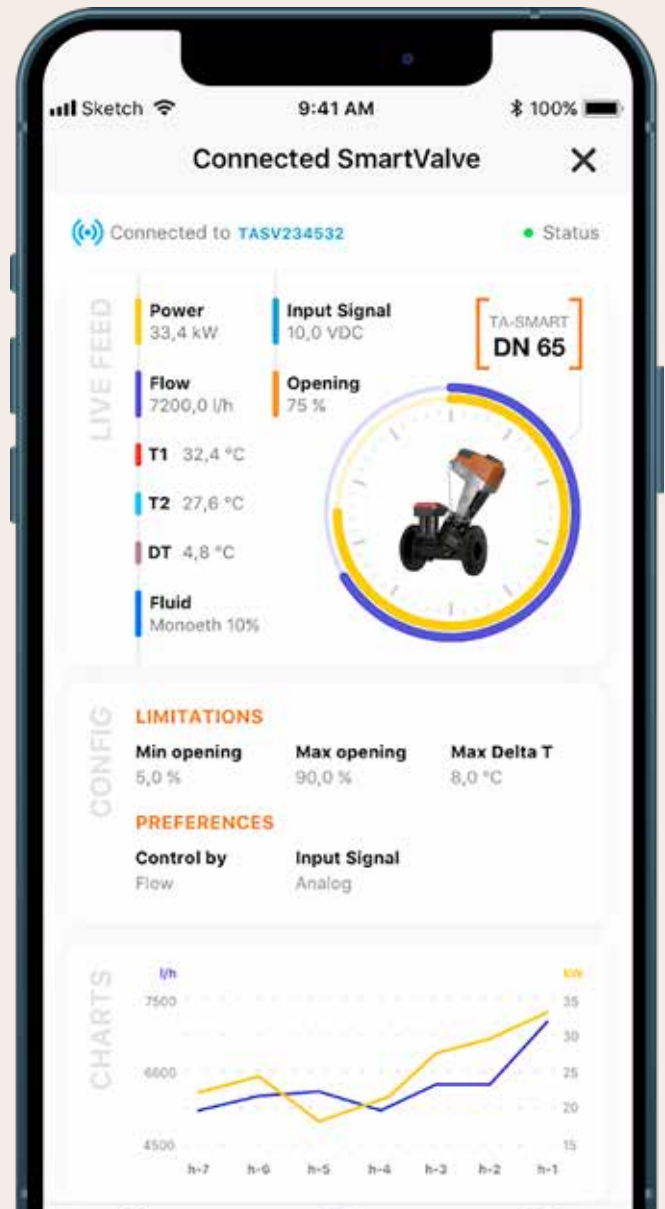 Sketch 9:41 AM 100%
Connected SmartValve
Connected to TASV234532 Status
LIVE FEED
Power
33,4 kW
Input Signal
10,0 VDC
TA-SMART
DN 65
Flow
7200,0 l/h
Opening
75 %
T1 32,4 °C
T2 27,6 °C
DT 4,8 °C
Fluid
Monoeth 10%
CONFIG
LIMITATIONS
Min opening
5,0 %
Max opening
90,0 %
Max Delta T
8,0 °C
PREFERENCES
Control by
Flow
Input Signal
Analog
CHARTS
l/h kW
7500 35
30
6600 25
20
4500 15
h-7 h-6 h-5 h-4 h-3 h-2 h-1